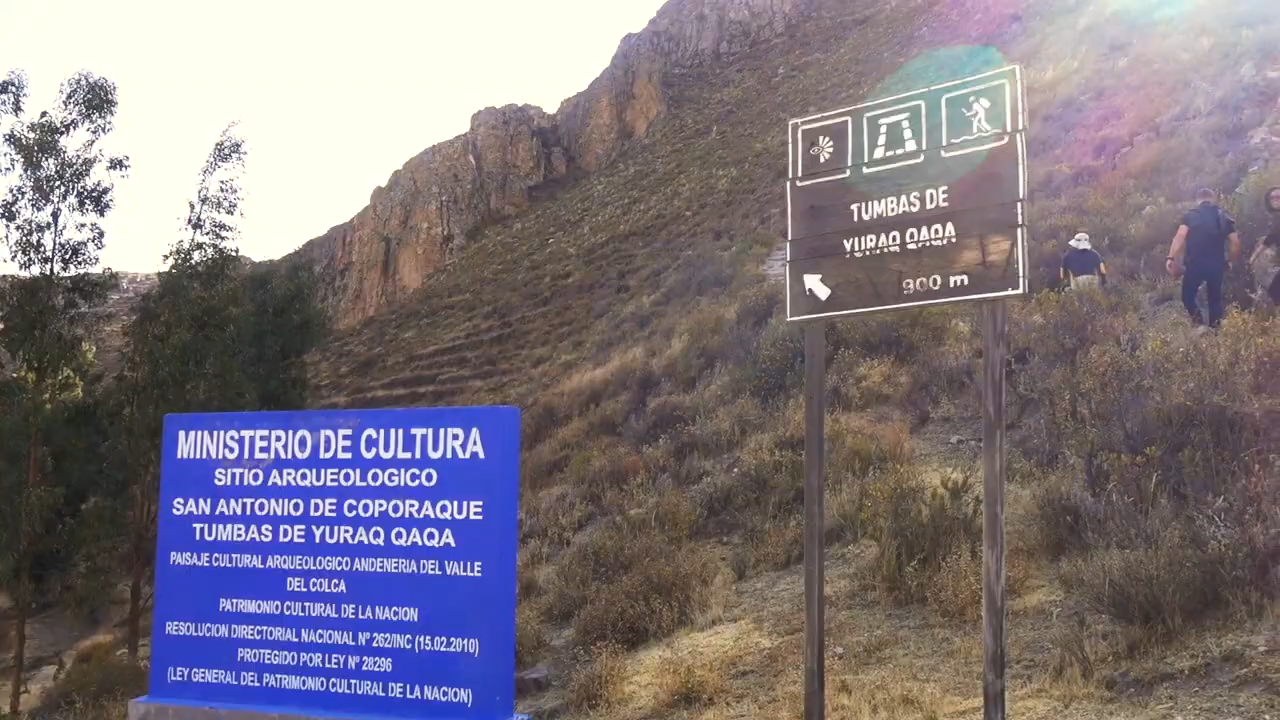 MINISTERIO DE CULTURA
SITIO ARQUEOLOGICO
SAN ANTONIO DE COPORAQUE
TUMBAS DE YURAQ QAQA
PAISAJE CULTURAL ARQUEOLOGICO ANDENERIA DEL VALLE
DEL COLCA
PATRIMONIO CULTURAL DE LA NACION
RESOLUCION DIRECTORIAL NACIONAL Nº 262/INC (15.02.2010)
PROTEGIDO POR LEY Nº 28296
(LEY GENERAL DEL PATRIMONIO CULTURAL DE LA NACION)
TUMBAS DE
YURAQ QAQA
900 m